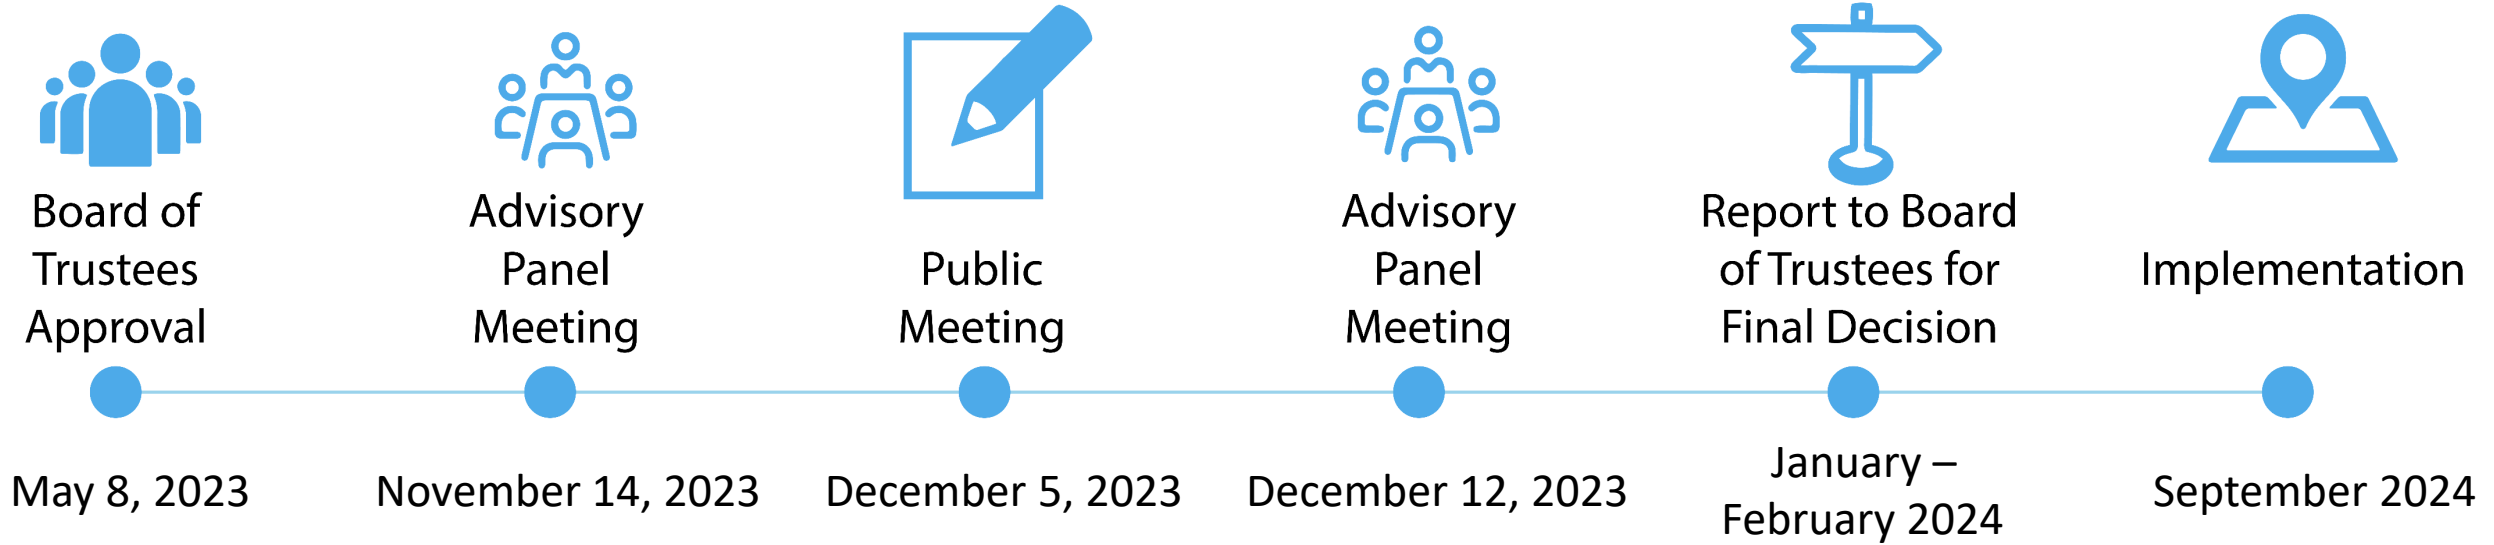 Board of
Trustees
Approval
May 8, 2023
Advisory
Panel
Meeting
November 14, 2023
Public
Meeting
December 5, 2023
Advisory
Panel
Meeting
December 12, 2023
Report to Board
of Trustees for
Final Decision
January –
February 2024
Implementation
September 2024